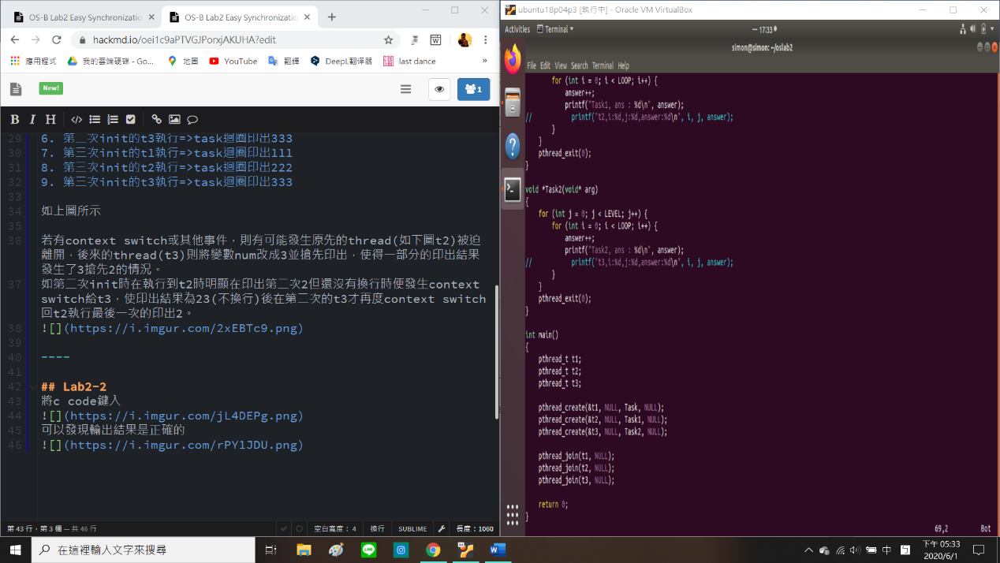 OS-B Lab2 Easy Synchronizatio
OS-B Lab2 Easy Synchronizatio
hackmd.io/oei1c9aPTVGJPorxjAKUHA?edit
應用程式
我的雲端硬碟 - Go...
地圖
YouTube
翻譯
DeepL翻译器
last dance
»
New!
1
B I H
29 6. 第二次init的t3執行=>task迴圈印出333
30 7. 第三次init的t1執行=>task迴圈印出111
31 8. 第三次init的t2執行=>task迴圈印出222
32 9. 第三次init的t3執行=>task迴圈印出333
33
34 如上圖所示
35
36 若有context switch或其他事件，則有可能發生原先的thread(如下圖t2)被迫
離開，後來的thread(t3)則將變數num改成3並搶先印出，使得一部分的印出結果
發生了3搶先2的情況。
37 如第二次init時在執行到t2時明顯在印出第二次2但還沒有換行時便發生context
switch給t3，使印出結果為23(不換行)後在第二次的t3才再度context switch
回t2執行最後一次的印出2。
38 ![](https://i.imgur.com/2xEBTc9.png)
39
40 ----
41
42 ## Lab2-2
43 將c code鍵入
44 ![](https://i.imgur.com/jL4DEPg.png)
45 可以發現輸出結果是正確的
46 ![](https://i.imgur.com/rPYlJDU.png)
第 43 行，第 3 欄 — 共 46 行
空白寬度： 4
換行
SUBLIME
長度：1060
ubuntu18p04p3 [執行中] - Oracle VM VirtualBox
Activities
Terminal
17:33
simon@simon: ~/oslab2
File Edit View Search Terminal Help
for (int i = 0; i < LOOP; i++) {
answer++;
printf("Task1, ans : %d\n", answer);
// printf("t2,i:%d,j:%d,answer:%d\n", i, j, answer);
}
}
pthread_exit(0);
}
void *Task2(void* arg)
{
for (int j = 0; j < LEVEL; j++) {
for (int i = 0; i < LOOP; i++) {
answer++;
printf("Task2, ans : %d\n", answer);
// printf("t3,i:%d,j:%d,answer:%d\n", i, j, answer);
}
}
pthread_exit(0);
}
int main()
{
pthread_t t1;
pthread_t t2;
pthread_t t3;
pthread_create(&t1, NULL, Task, NULL);
pthread_create(&t2, NULL, Task1, NULL);
pthread_create(&t3, NULL, Task2, NULL);
pthread_join(t1, NULL);
pthread_join(t2, NULL);
pthread_join(t3, NULL);
return 0;
}
69,2 Bot
在這裡輸入文字來搜尋
LINE
中
下午 05:33
2020/6/1